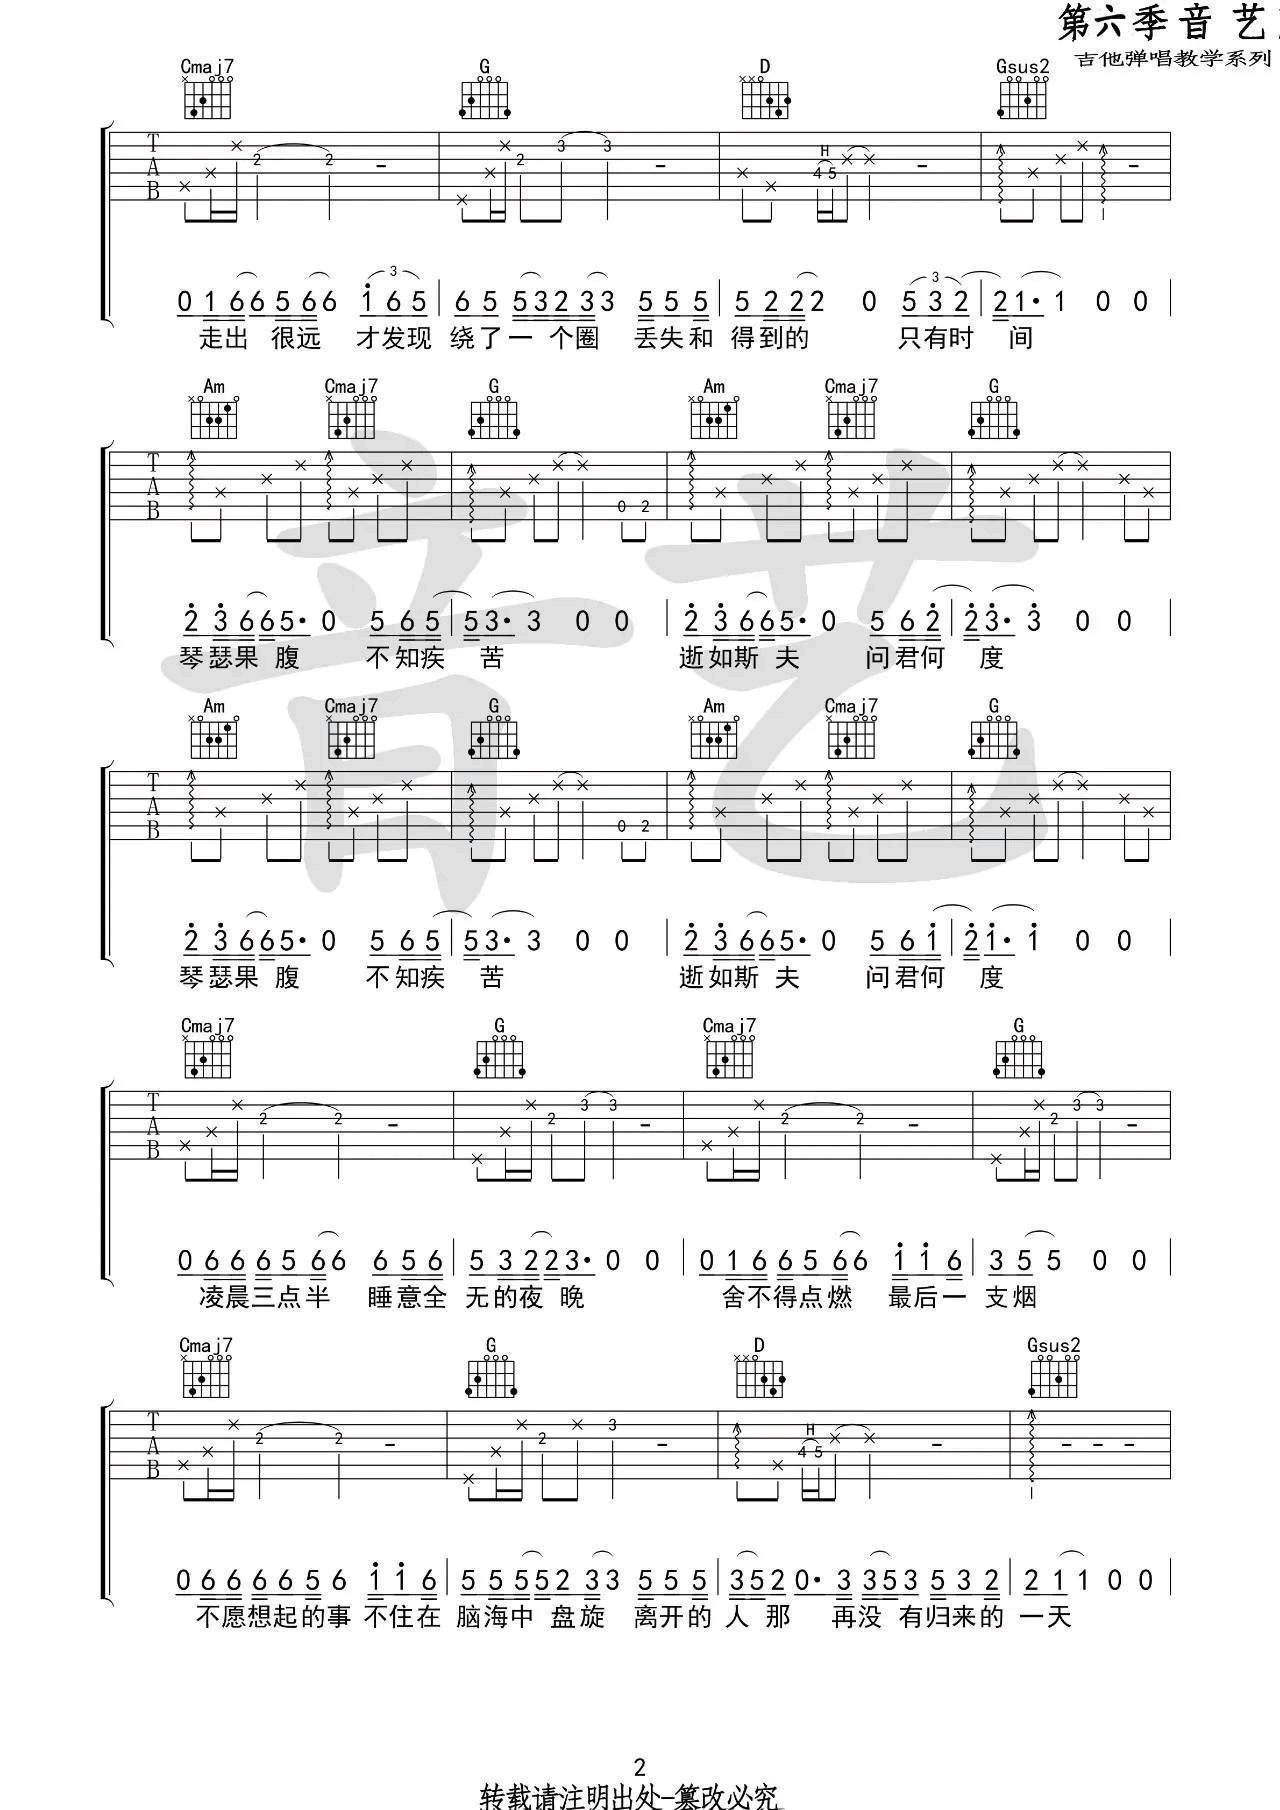 第六季音艺
吉他弹唱教学系列
Cmaj7 G D Gsus2
T A B 2 2 3 3 H 4 5
0 1 6 6 5 6 6 1 6 5 6 5 5 3 2 3 3 5 5 5 5 2 2 2 0 5 3 2 2 1· 1 0 0
走出 很远 才发现 绕了一 个圈 丢失和 得到的 只有时 间
Am Cmaj7 G Am Cmaj7 G
T A B 0 2
2 3 6 6 5· 0 5 6 5 5 3· 3 0 0 2 3 6 6 5· 0 5 6 2 2 3· 3 0 0
琴瑟果 腹 不知疾 苦 逝如斯 夫 问君何 度
Am Cmaj7 G Am Cmaj7 G
T A B 0 2
2 3 6 6 5· 0 5 6 5 5 3· 3 0 0 2 3 6 6 5· 0 5 6 1 2 1· 1 0 0
琴瑟果 腹 不知疾 苦 逝如斯 夫 问君何 度
Cmaj7 G Cmaj7 G
T A B 2 2 2 3 3 2 2 2 3 3
0 6 6 6 5 6 6 6 5 6 5 3 2 2 3· 0 0 0 1 6 6 5 6 6 1 1 6 3 5 5 0 0
凌晨三点半 睡意全 无的夜 晚 舍不得点燃 最后一 支烟
Cmaj7 G D Gsus2
T A B 2 2 2 3 H 4 5
0 6 6 6 6 5 6 1 1 6 5 5 5 5 2 3 3 5 5 5 3 5 2 0· 3 3 5 3 5 3 2 2 1 1 0 0
不愿想起的事 不住在 脑海中 盘旋 离开的 人那 再没 有归来的 一天
音艺
2
转载请注明出处-篡改必究